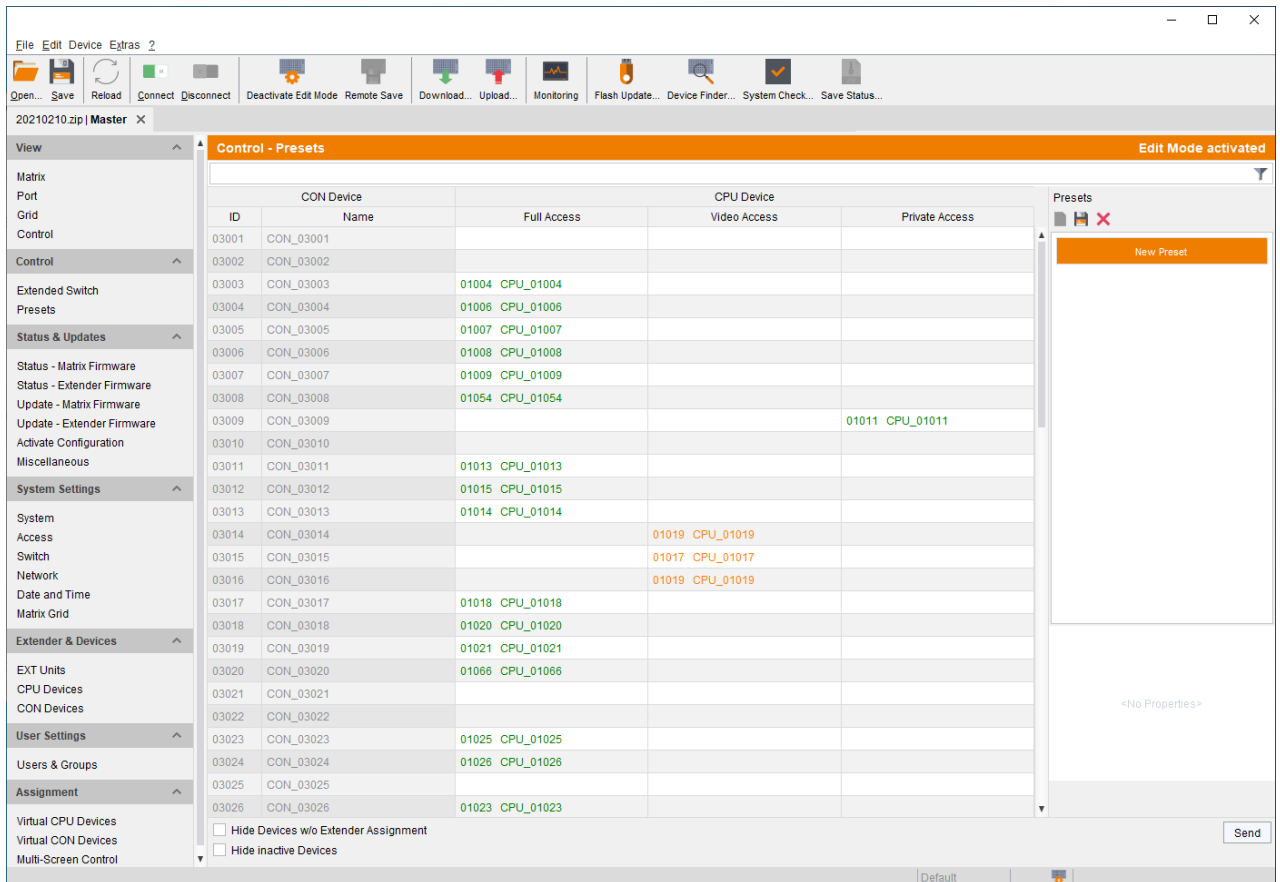 File Edit Device Extras ?
Open... Save Reload Connect Disconnect Deactivate Edit Mode Remote Save Download... Upload... Monitoring Flash Update... Device Finder... System Check... Save Status...
20210210.zip | Master
View
Matrix
Port
Grid
Control
Control
Extended Switch
Presets
Status & Updates
Status - Matrix Firmware
Status - Extender Firmware
Update - Matrix Firmware
Update - Extender Firmware
Activate Configuration
Miscellaneous
System Settings
System
Access
Switch
Network
Date and Time
Matrix Grid
Extender & Devices
EXT Units
CPU Devices
CON Devices
User Settings
Users & Groups
Assignment
Virtual CPU Devices
Virtual CON Devices
Multi-Screen Control
Control - Presets Edit Mode activated
CON Device CPU Device
ID Name Full Access Video Access Private Access
03001 CON_03001
03002 CON_03002
03003 CON_03003 01004 CPU_01004
03004 CON_03004 01006 CPU_01006
03005 CON_03005 01007 CPU_01007
03006 CON_03006 01008 CPU_01008
03007 CON_03007 01009 CPU_01009
03008 CON_03008 01054 CPU_01054
03009 CON_03009 01011 CPU_01011
03010 CON_03010
03011 CON_03011 01013 CPU_01013
03012 CON_03012 01015 CPU_01015
03013 CON_03013 01014 CPU_01014
03014 CON_03014 01019 CPU_01019
03015 CON_03015 01017 CPU_01017
03016 CON_03016 01019 CPU_01019
03017 CON_03017 01018 CPU_01018
03018 CON_03018 01020 CPU_01020
03019 CON_03019 01021 CPU_01021
03020 CON_03020 01066 CPU_01066
03021 CON_03021
03022 CON_03022
03023 CON_03023 01025 CPU_01025
03024 CON_03024 01026 CPU_01026
03025 CON_03025
03026 CON_03026 01023 CPU_01023
Hide Devices w/o Extender Assignment
Hide inactive Devices
Presets
New Preset
<No Properties>
Send
Default